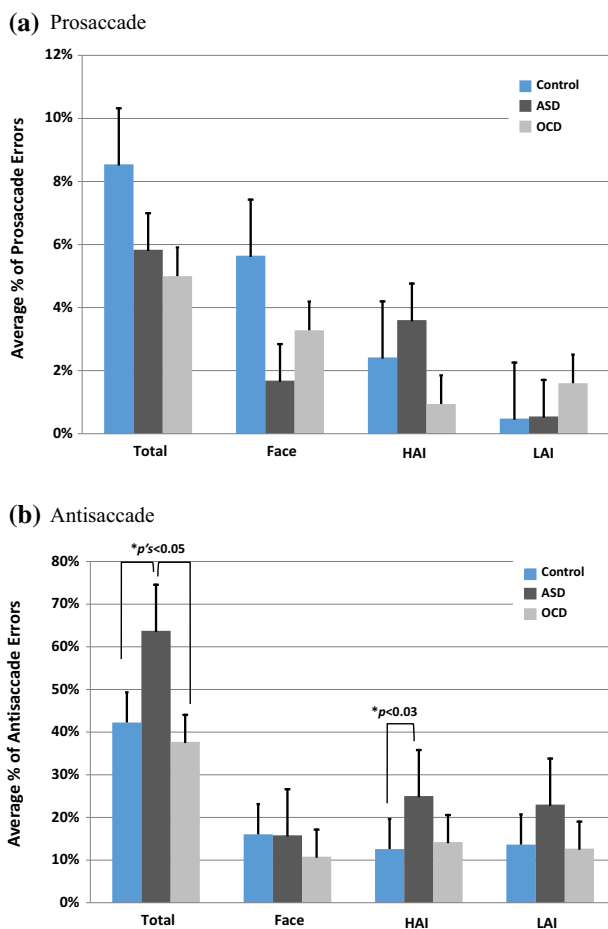 (a) Prosaccade
12%
10%
8%
6%
4%
2%
0%
Average % of Prosaccade Errors
Control
ASD
OCD
Total Face HAI LAI
(b) Antisaccade
80%
70%
60%
50%
40%
30%
20%
10%
0%
Average % of Antisaccade Errors
*p's<0.05
*p<0.03
Control
ASD
OCD
Total Face HAI LAI